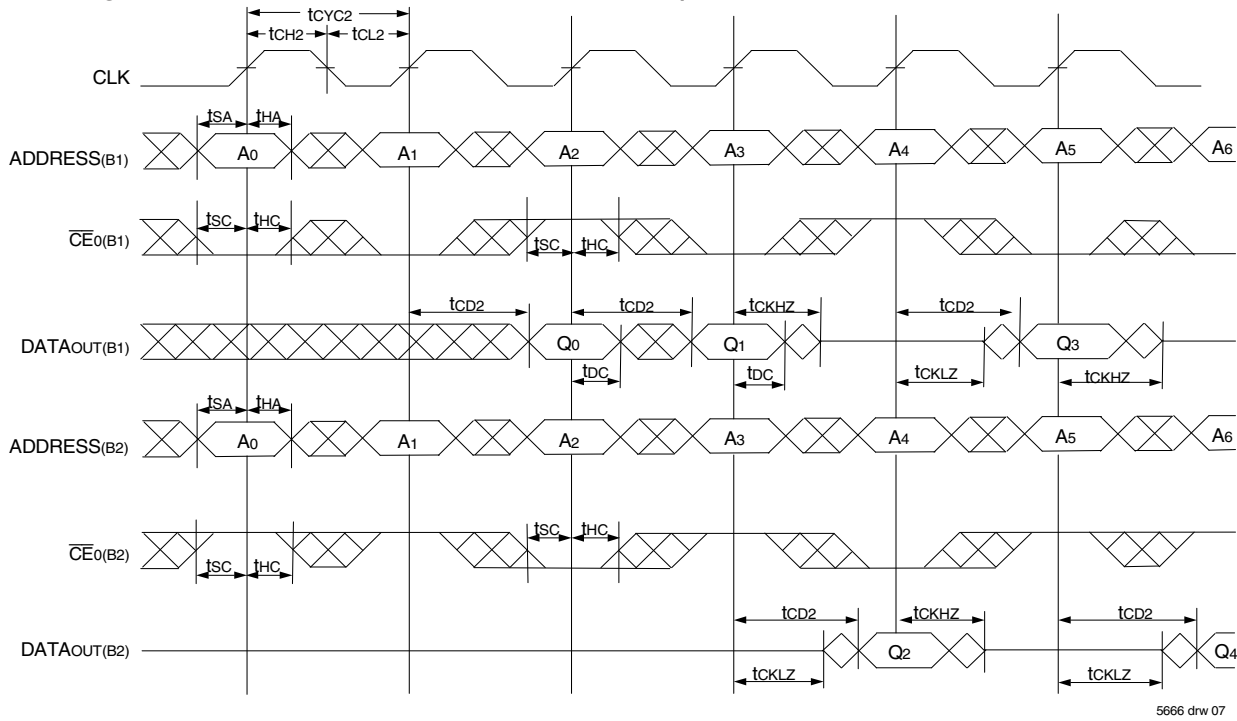 tCYC2
tCH2 tCL2
CLK
tSA tHA
ADDRESS(B1) A0 A1 A2 A3 A4 A5 A6
tSC tHC
CE0(B1)
tSC tHC
tCD2 tCD2 tCKHZ tCD2
DATAOUT(B1) Q0 Q1 Q3
tDC tDC tCKLZ tCKHZ
tSA tHA
ADDRESS(B2) A0 A1 A2 A3 A4 A5 A6
tSC tHC
CE0(B2)
tSC tHC
tCD2 tCKHZ tCD2
DATAOUT(B2) Q2 Q4
tCKLZ tCKLZ
5666 drw 07